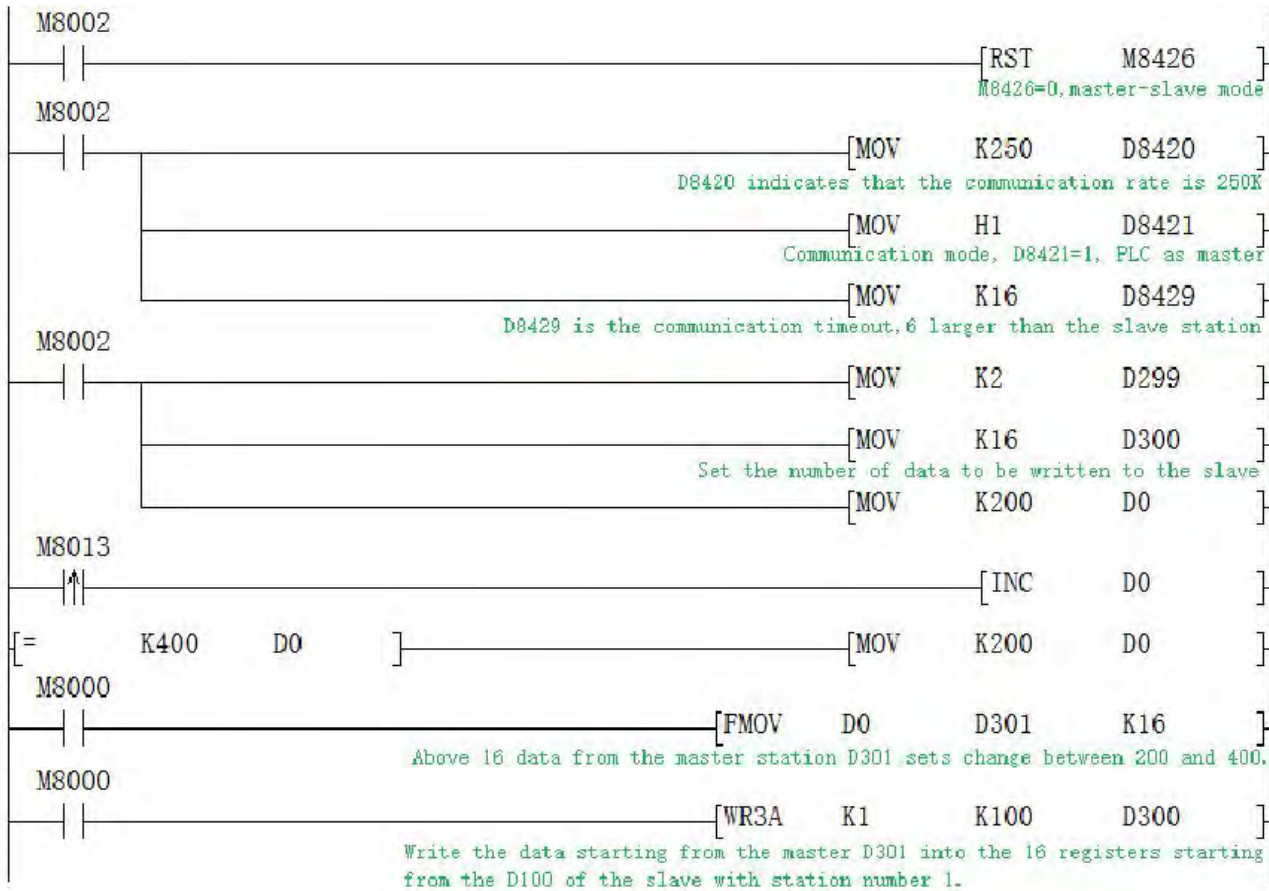 M8002
[RST M8426 ]
M8426=0,master-slave mode
M8002
[MOV K250 D8420 ]
D8420 indicates that the communication rate is 250K
[MOV H1 D8421 ]
Communication mode, D8421=1, PLC as master
[MOV K16 D8429 ]
D8429 is the communication timeout,6 larger than the slave station
M8002
[MOV K2 D299 ]
[MOV K16 D300 ]
Set the number of data to be written to the slave
[MOV K200 D0 ]
M8013
[INC D0 ]
[= K400 D0 ] [MOV K200 D0 ]
M8000
[FMOV D0 D301 K16 ]
Above 16 data from the master station D301 sets change between 200 and 400.
M8000
[WR3A K1 K100 D300 ]
Write the data starting from the master D301 into the 16 registers starting
from the D100 of the slave with station number 1.